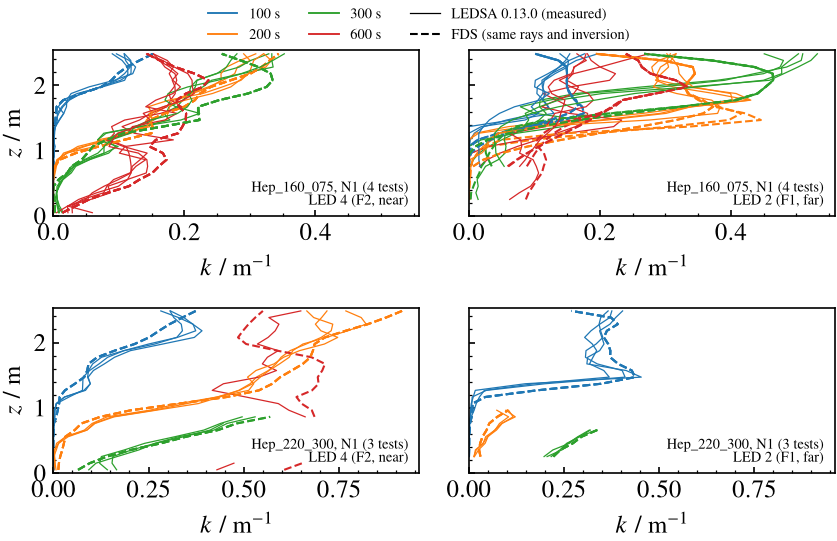 100 s 300 s LEDSA 0.13.0 (measured)
200 s 600 s FDS (same rays and inversion)
z / m
2
1
0
0.0 0.2 0.4
k / m⁻¹
Hep_160_075, N1 (4 tests)
LED 4 (F2, near)
0.0 0.2 0.4
k / m⁻¹
Hep_160_075, N1 (4 tests)
LED 2 (F1, far)
z / m
2
1
0
0.00 0.25 0.50 0.75
k / m⁻¹
Hep_220_300, N1 (3 tests)
LED 4 (F2, near)
0.00 0.25 0.50 0.75
k / m⁻¹
Hep_220_300, N1 (3 tests)
LED 2 (F1, far)